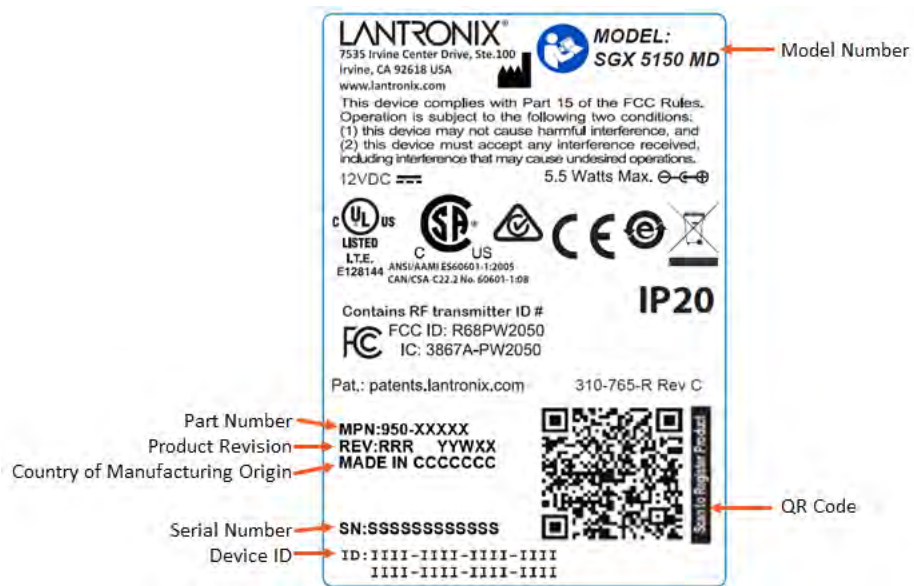 LANTRONIX®
7535 Irvine Center Drive, Ste.100
Irvine, CA 92618 USA
www.lantronix.com
MODEL:
SGX 5150 MD
Model Number
This device complies with Part 15 of the FCC Rules.
Operation is subject to the following two conditions:
(1) this device may not cause harmful interference, and
(2) this device must accept any interference received,
including interference that may cause undesired operations.
12VDC 5.5 Watts Max.
C UL US
LISTED
I.T.E.
E128144
SA®
C US
ANSI/AAMI ES60601-1:2005
CAN/CSA-C22.2 No. 60601-1:08
CE
e
IP20
Contains RF transmitter ID #
FC FCC ID: R68PW2050
IC: 3867A-PW2050
Pat.: patents.lantronix.com 310-765-R Rev C
Part Number
MPN:950-XXXXX
Product Revision
REV:RRR YYWXX
Country of Manufacturing Origin
MADE IN CCCCCCC
Scan to Register Product
QR Code
Serial Number
SN:SSSSSSSSSSSS
Device ID
ID:IIII-IIII-IIII-IIII
IIII-IIII-IIII-IIII